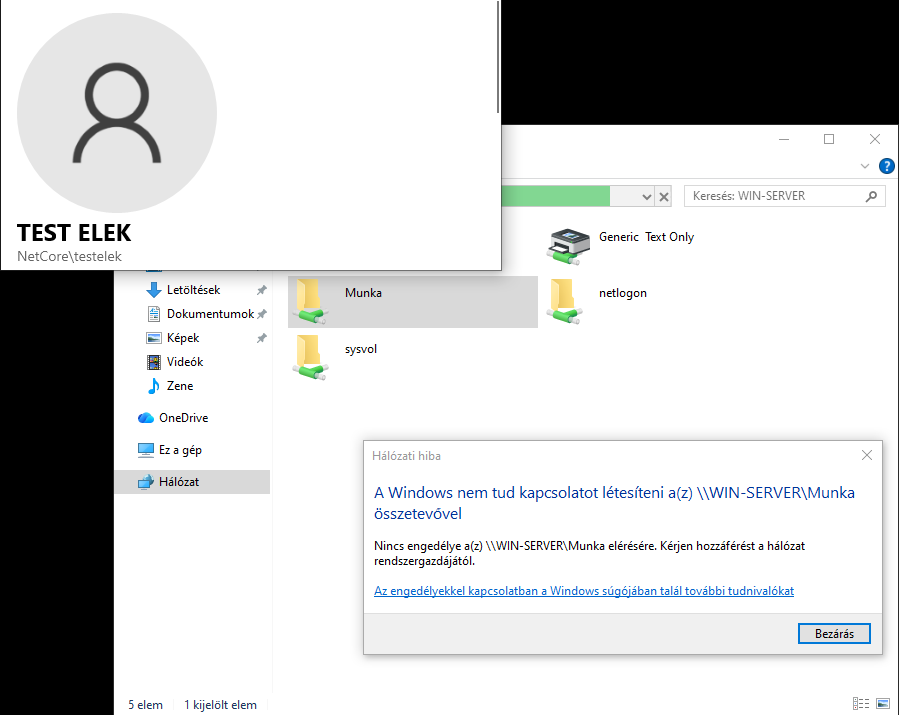 TEST ELEK
NetCore\testelek
Keresés: WIN-SERVER
Generic Text Only
Letöltések
Munka
netlogon
Dokumentumok
Képek
sysvol
Videók
Zene
OneDrive
Ez a gép
Hálózat
Hálózati hiba
A Windows nem tud kapcsolatot létesíteni a(z) \\WIN-SERVER\Munka
összetevővel
Nincs engedélye a(z) \\WIN-SERVER\Munka elérésére. Kérjen hozzáférést a hálózat
rendszergazdájától.
Az engedélyekkel kapcsolatban a Windows súgójában talál további tudnivalókat
Bezárás
5 elem
1 kijelölt elem